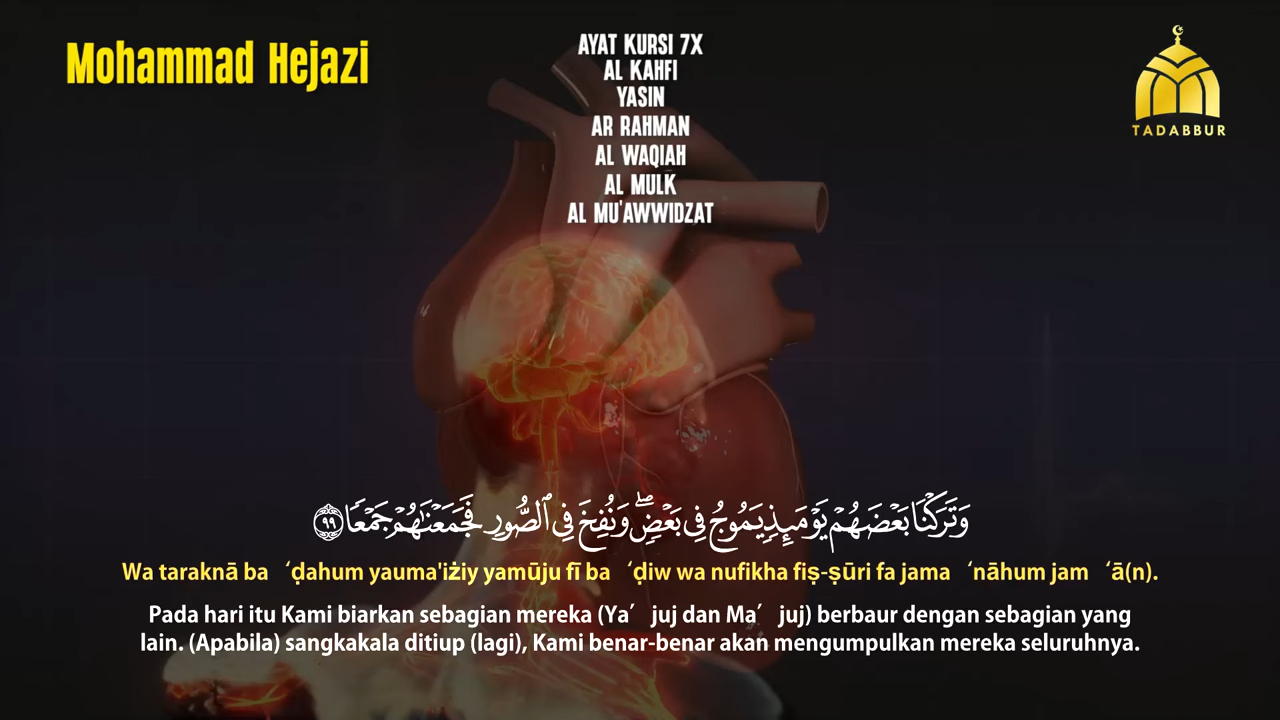 Mohammad Hejazi
AYAT KURSI 7X
AL KAHFI
YASIN
AR RAHMAN
AL WAQIAH
AL MULK
AL MU'AWWIDZAT
TADABBUR
وَتَرَكْنَا بَعْضَهُمْ يَوْمَئِذٍ يَمُوجُ فِي بَعْضٍ ۖ وَنُفِخَ فِي ٱلصُّورِ فَجَمَعْنَٰهُمْ جَمْعًا ٩٩
Wa taraknā ba‘ḍahum yauma'iżiy yamūju fī ba‘ḍiw wa nufikha fiṣ-ṣūri fa jama‘nāhum jam‘ā(n).
Pada hari itu Kami biarkan sebagian mereka (Ya’juj dan Ma’juj) berbaur dengan sebagian yang
lain. (Apabila) sangkakala ditiup (lagi), Kami benar-benar akan mengumpulkan mereka seluruhnya.